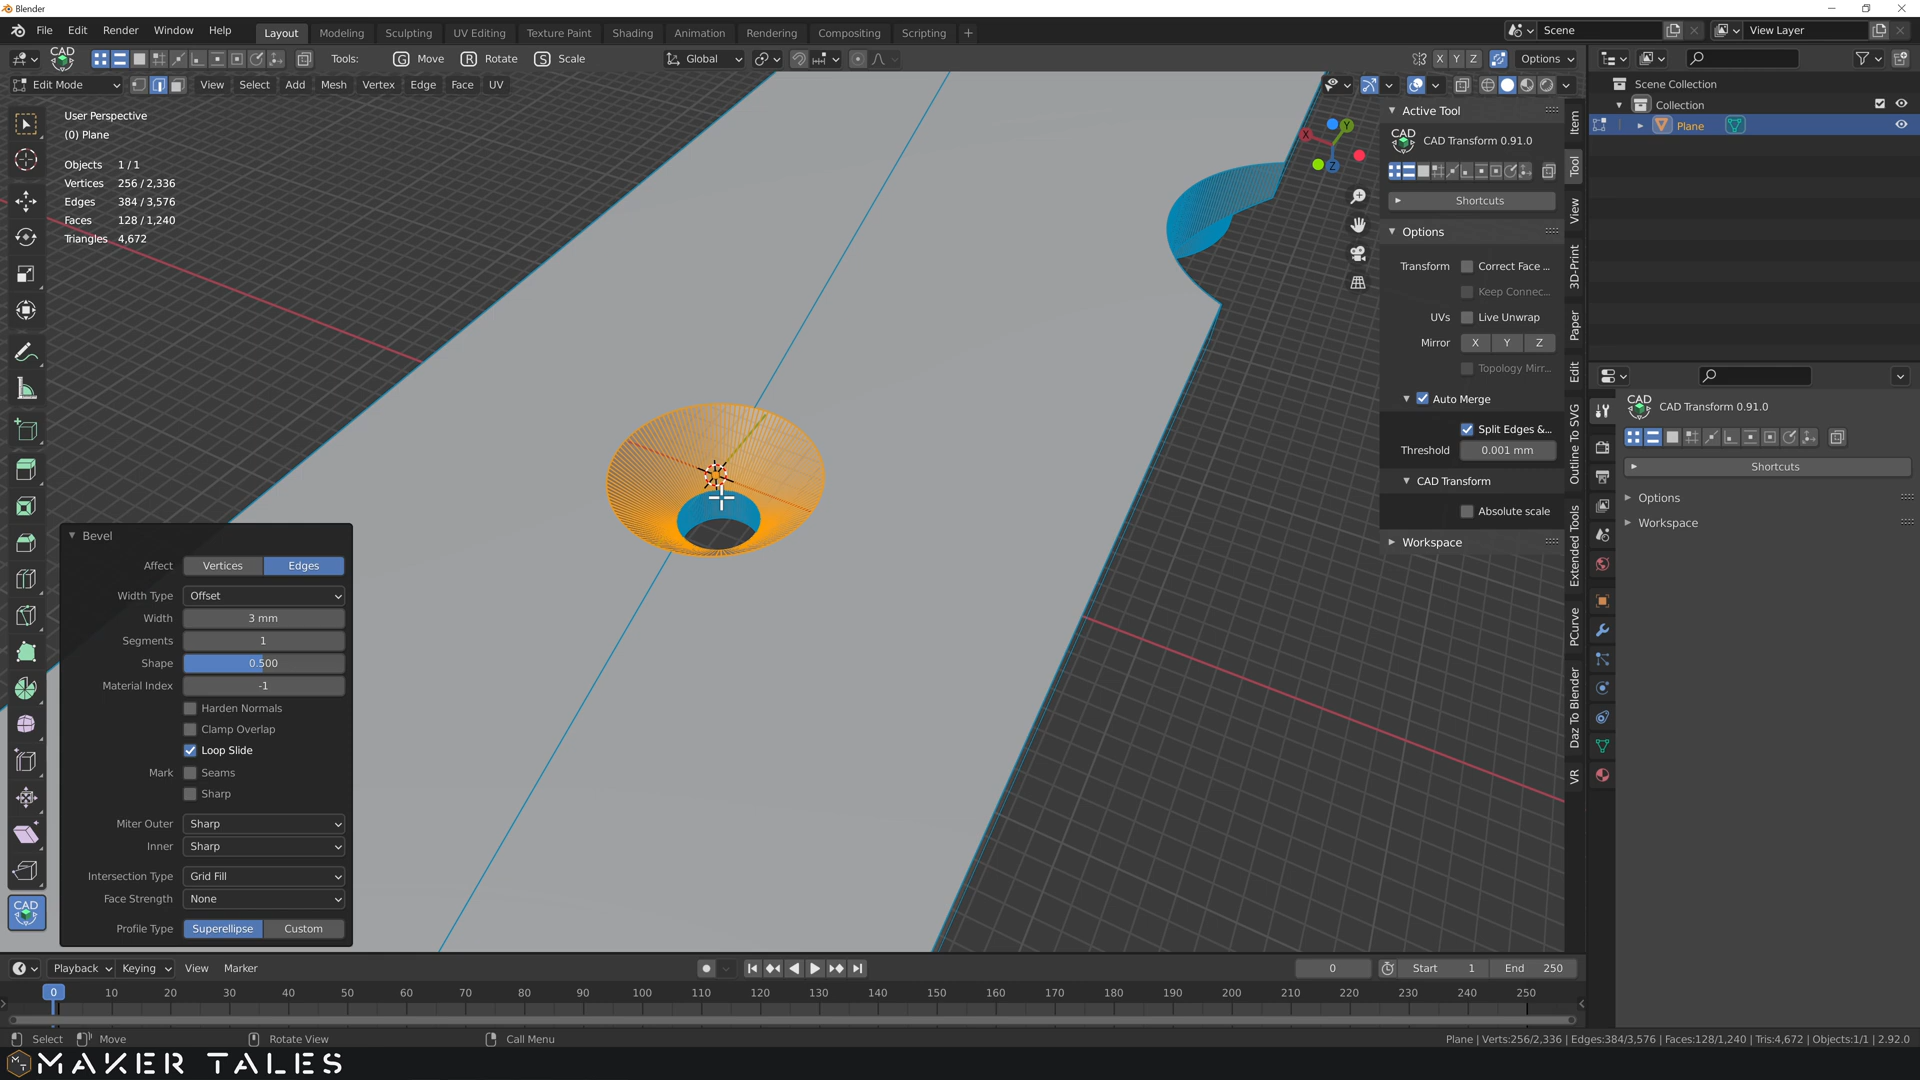 Blender
File Edit Render Window Help
Layout Modeling Sculpting UV Editing Texture Paint Shading Animation Rendering Compositing Scripting +
Scene View Layer
CAD Tools: G Move R Rotate S Scale Global X Y Z Options
Edit Mode View Select Add Mesh Vertex Edge Face UV
User Perspective
(0) Plane
Objects 1 / 1
Vertices 256 / 2,336
Edges 384 / 3,576
Faces 128 / 1,240
Triangles 4,672
X Y Z
CAD
Bevel
Affect Vertices Edges
Width Type Offset
Width 3 mm
Segments 1
Shape 0.500
Material Index -1
Harden Normals
Clamp Overlap
Loop Slide
Mark Seams
Sharp
Miter Outer Sharp
Inner Sharp
Intersection Type Grid Fill
Face Strength None
Profile Type Superellipse Custom
Active Tool
CAD CAD Transform 0.91.0
Shortcuts
Options
Transform Correct Face ...
Keep Connec...
UVs Live Unwrap
Mirror X Y Z
Topology Mirr...
Auto Merge
Split Edges &...
Threshold 0.001 mm
CAD Transform
Absolute scale
Workspace
Item
Tool
View
3D-Print
Paper
Edit
Outline To SVG
Extended Tools
PCurve
Daz To Blender
VR
Scene Collection
Collection
Plane
CAD CAD Transform 0.91.0
Shortcuts
Options
Workspace
Playback Keying View Marker
0 Start 1 End 250
0 10 20 30 40 50 60 70 80 90 100 110 120 130 140 150 160 170 180 190 200 210 220 230 240 250
Select Move Rotate View Call Menu
Plane | Verts:256/2,336 | Edges:384/3,576 | Faces:128/1,240 | Tris:4,672 | Objects:1/1 | 2.92.0
MAKER TALES